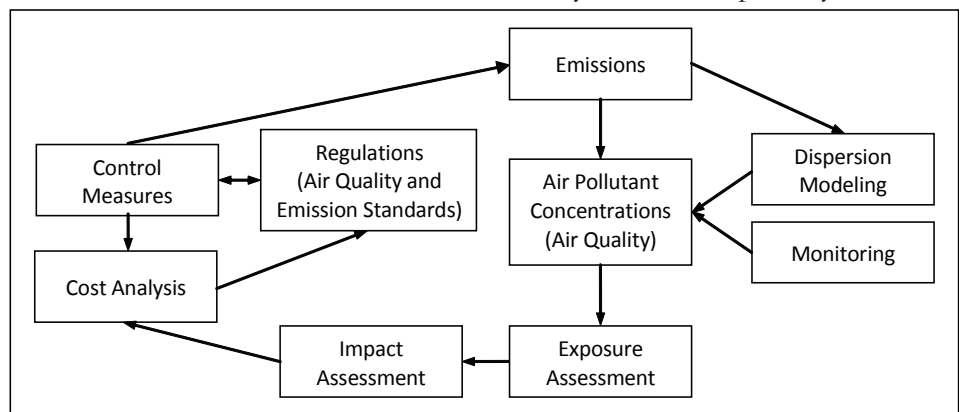 Emissions
Control
Measures
Regulations
(Air Quality and
Emission Standards)
Air Pollutant
Concentrations
(Air Quality)
Dispersion
Modeling
Monitoring
Cost Analysis
Impact
Assessment
Exposure
Assessment